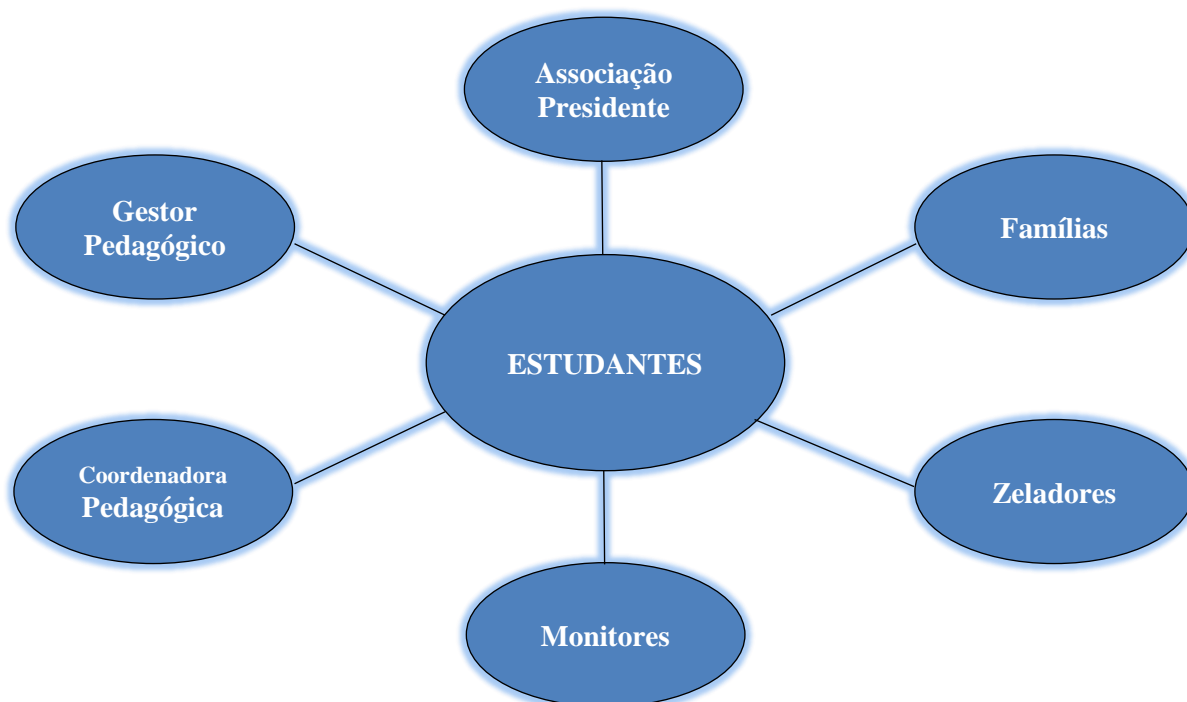 Associação
Presidente
Gestor
Pedagógico
Famílias
ESTUDANTES
Coordenadora
Pedagógica
Zeladores
Monitores